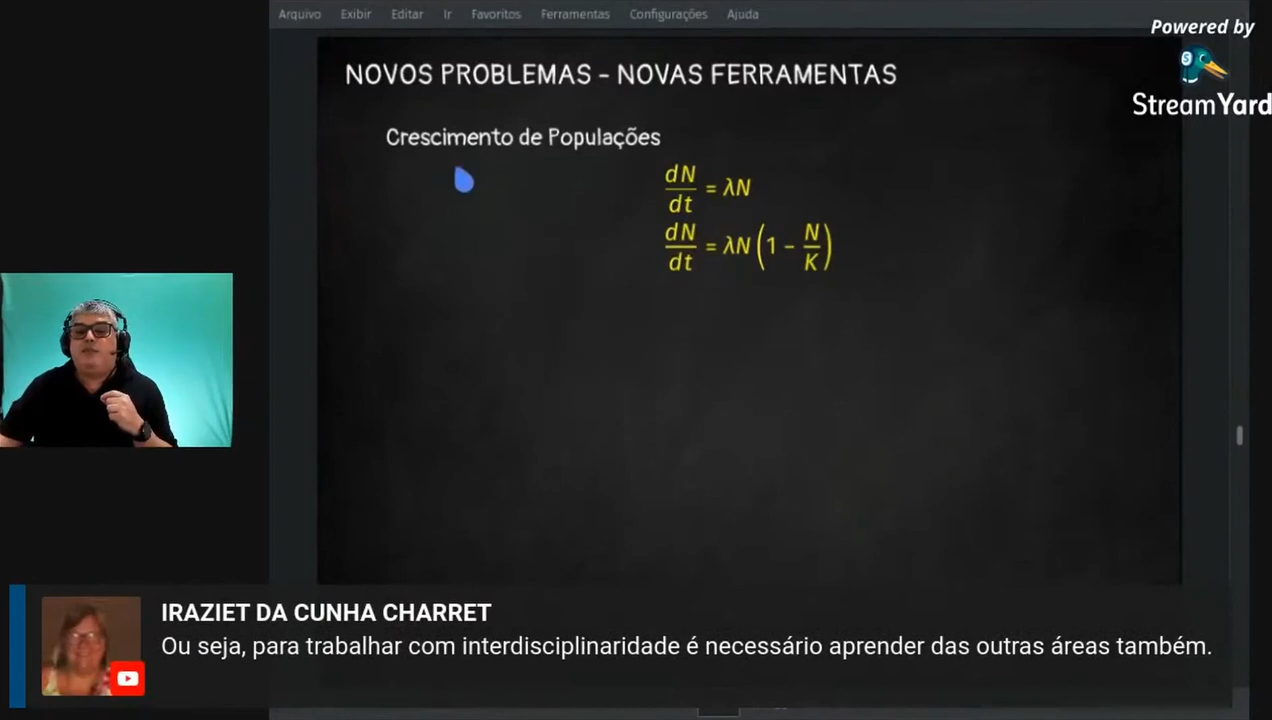 Arquivo Exibir Editar Ir Favoritos Ferramentas Configurações Ajuda
Powered by
StreamYard
NOVOS PROBLEMAS - NOVAS FERRAMENTAS
Crescimento de Populações
dN/dt = λN
dN/dt = λN(1 - N/K)
IRAZIET DA CUNHA CHARRET
Ou seja, para trabalhar com interdisciplinaridade é necessário aprender das outras áreas também.